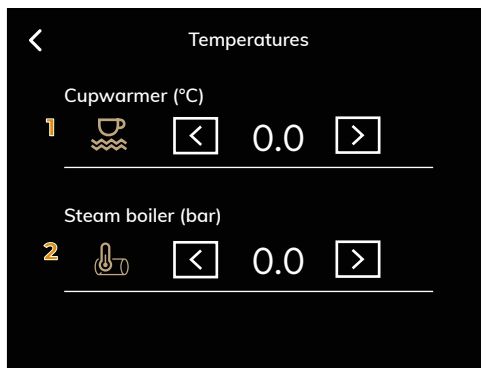 Temperatures
Cupwarmer (°C)
1
0.0
Steam boiler (bar)
2
0.0